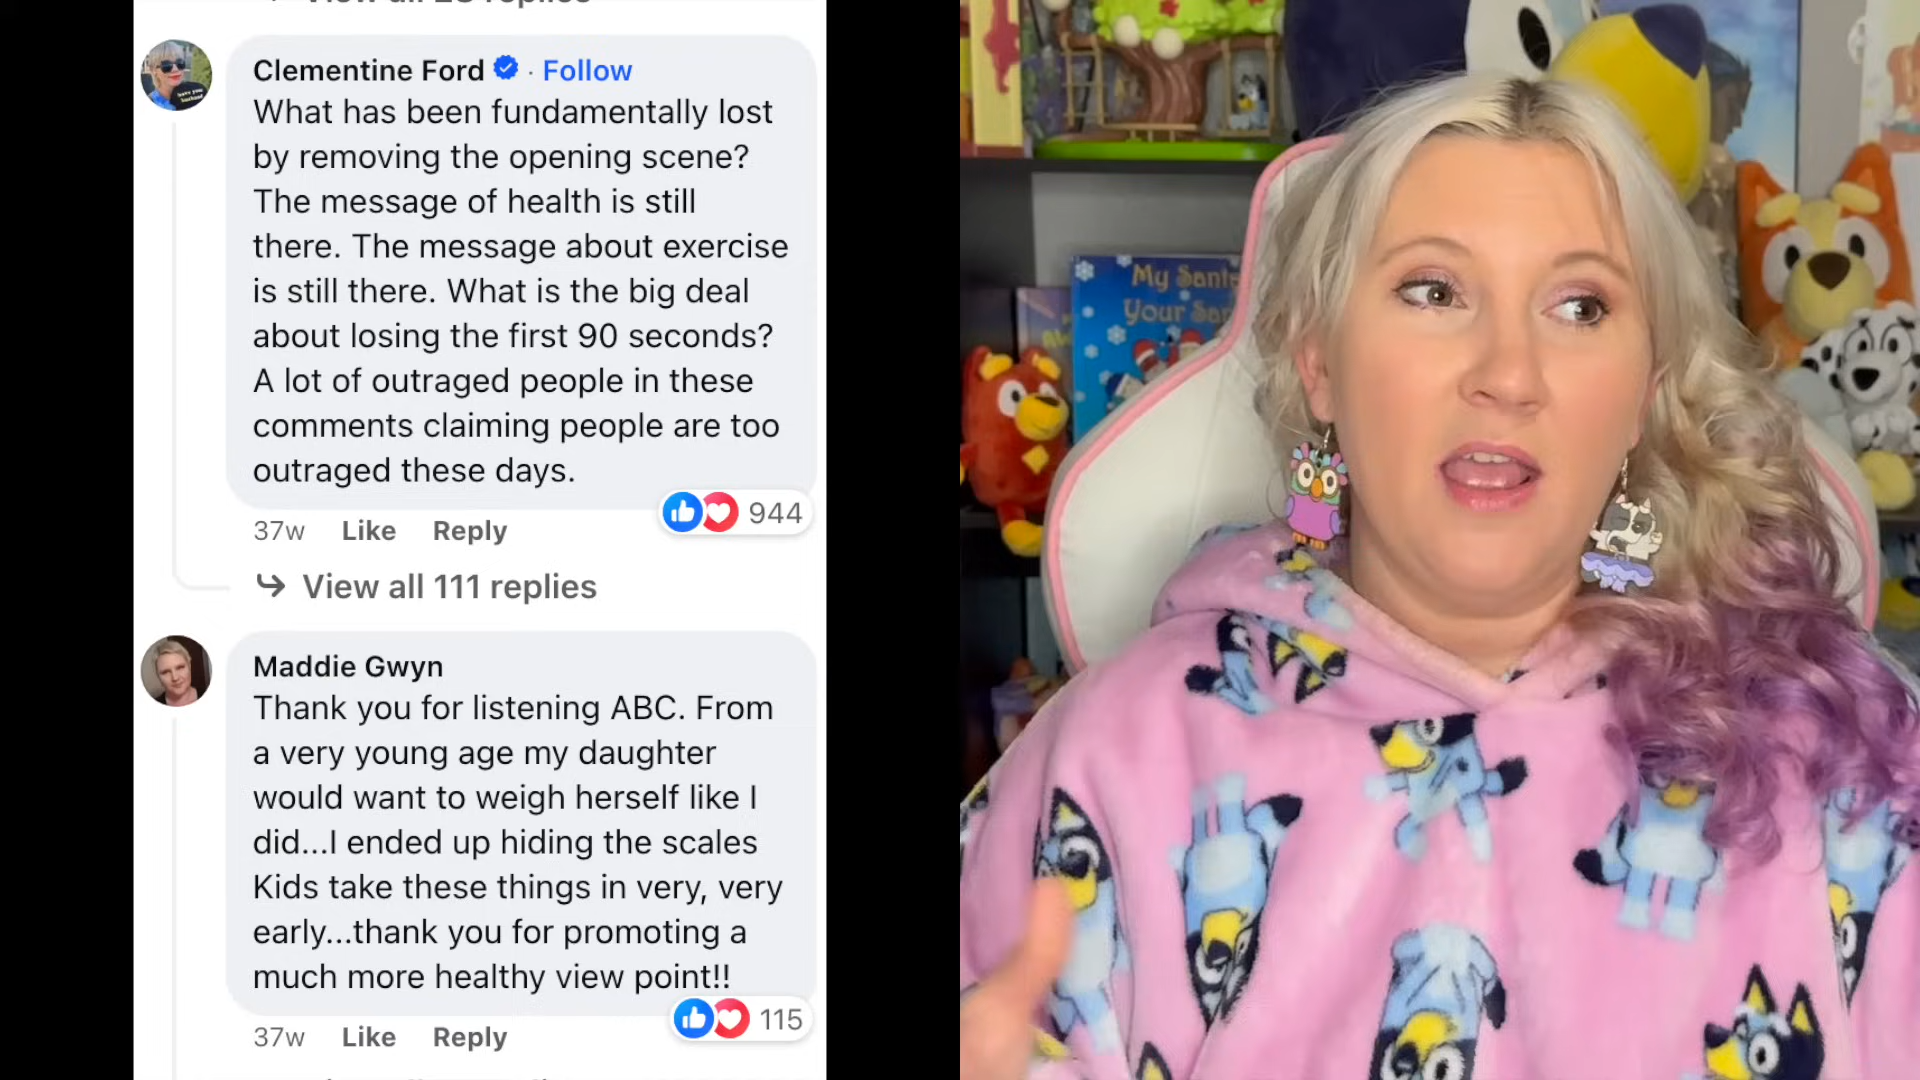 View all 28 replies
Clementine Ford · Follow
What has been fundamentally lost
by removing the opening scene?
The message of health is still
there. The message about exercise
is still there. What is the big deal
about losing the first 90 seconds?
A lot of outraged people in these
comments claiming people are too
outraged these days.
944
37w Like Reply
View all 111 replies
Maddie Gwyn
Thank you for listening ABC. From
a very young age my daughter
would want to weigh herself like I
did...I ended up hiding the scales
Kids take these things in very, very
early...thank you for promoting a
much more healthy view point!!
115
37w Like Reply
My Santa
Your